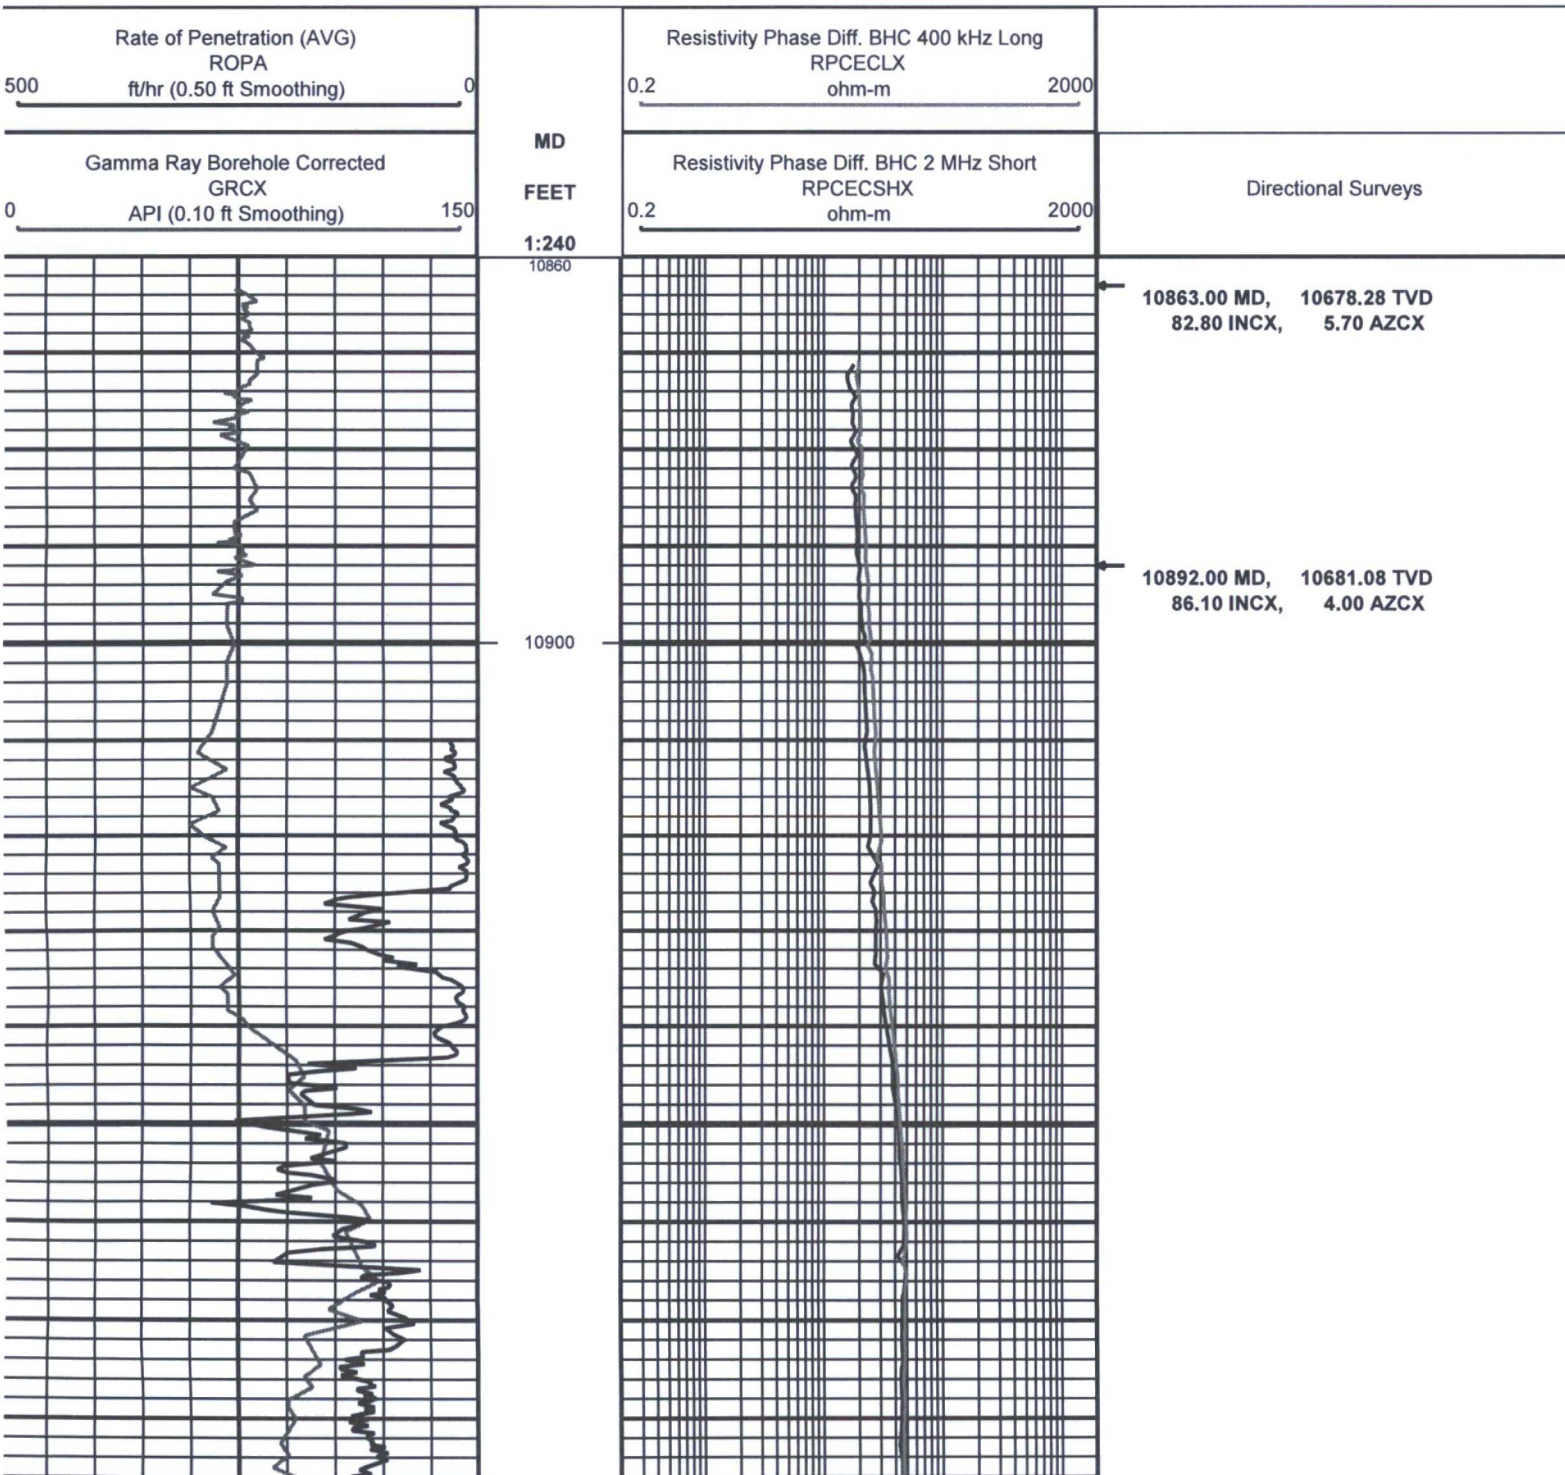 Rate of Penetration (AVG)
ROPA
500 ft/hr (0.50 ft Smoothing) 0
Gamma Ray Borehole Corrected
GRCX
0 API (0.10 ft Smoothing) 150
MD
FEET
1:240
Resistivity Phase Diff. BHC 400 kHz Long
RPCECLX
0.2 ohm-m 2000
Resistivity Phase Diff. BHC 2 MHz Short
RPCECSHX
0.2 ohm-m 2000
Directional Surveys
10860
10863.00 MD, 10678.28 TVD
82.80 INCX, 5.70 AZCX
10892.00 MD, 10681.08 TVD
86.10 INCX, 4.00 AZCX
10900